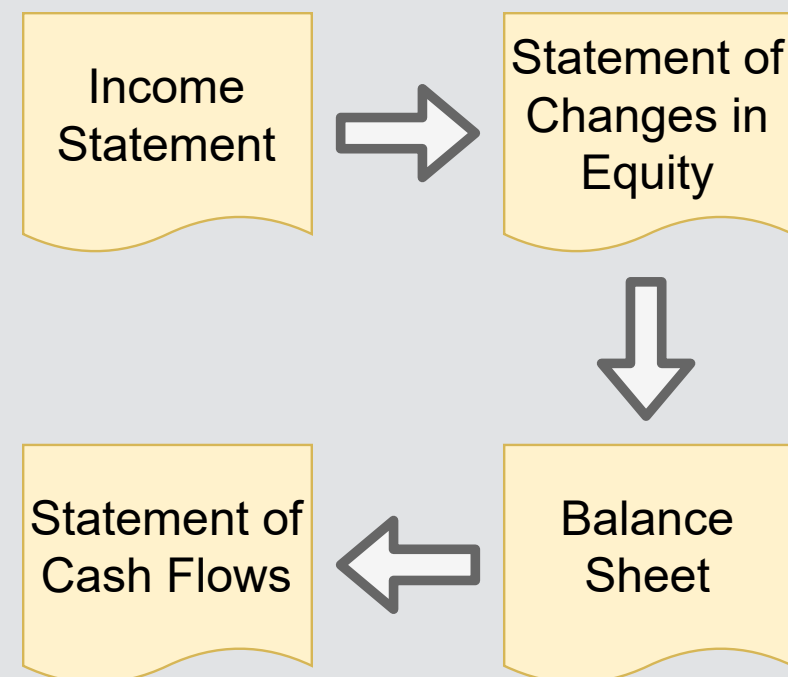 Income
Statement
Statement of
Changes in
Equity
Statement of
Cash Flows
Balance
Sheet